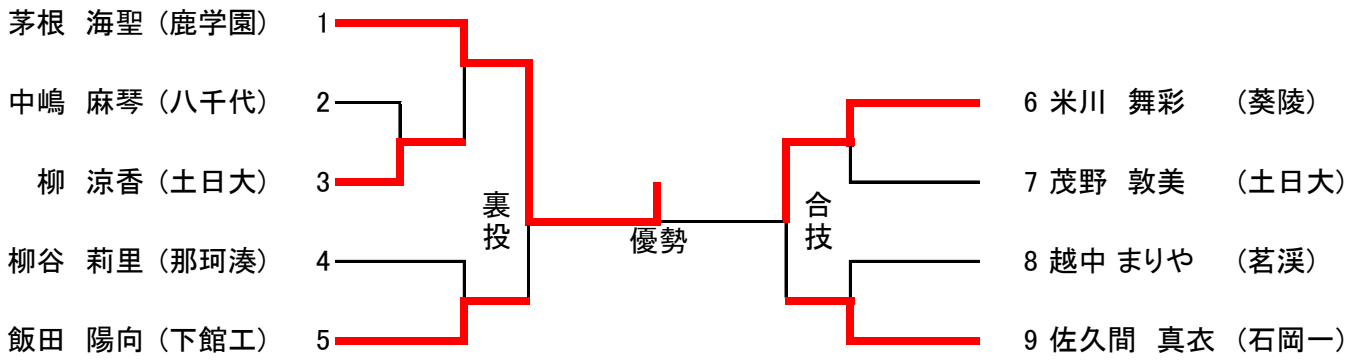 茅根 海聖 (鹿学園) 1
中嶋 麻琴 (八千代) 2
柳 涼香 (土日大) 3
柳谷 莉里 (那珂湊) 4
飯田 陽向 (下館工) 5
裏投
優勢
合技
6 米川 舞彩 (葵陵)
7 茂野 敦美 (土日大)
8 越中 まりや (茗渓)
9 佐久間 真衣 (石岡一)